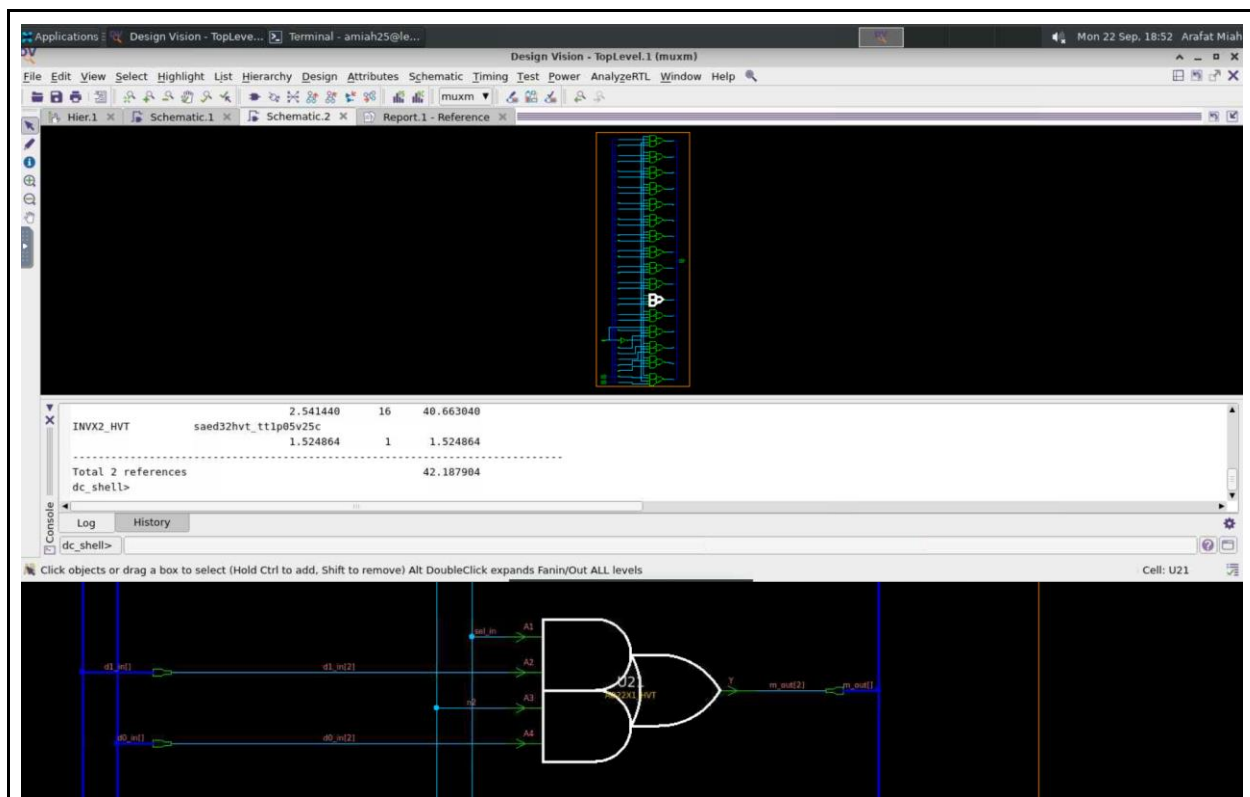 Applications Design Vision - TopLeve... Terminal - amiah25@le... Mon 22 Sep, 18:52 Arafat Miah
Design Vision - TopLevel.1 (muxm)
File Edit View Select Highlight List Hierarchy Design Attributes Schematic Timing Test Power AnalyzeRTL Window Help
muxm
Hier.1 Schematic.1 Schematic.2 Report.1 - Reference
2.541440 16 40.663040
INVX2_HVT saed32hvt_tt1p05v25c
1.524864 1 1.524864
--------------------------------------------------------------------------------
Total 2 references 42.187904
dc_shell>
Console
Log History
dc_shell>
Click objects or drag a box to select (Hold Ctrl to add, Shift to remove) Alt DoubleClick expands Fanin/Out ALL levels Cell: U21
sel_in A1
d1_in[] d1_in[2] A2
U21
AO22X1_HVT
Y m_out[2] m_out[]
n2 A3
d0_in[] d0_in[2] A4